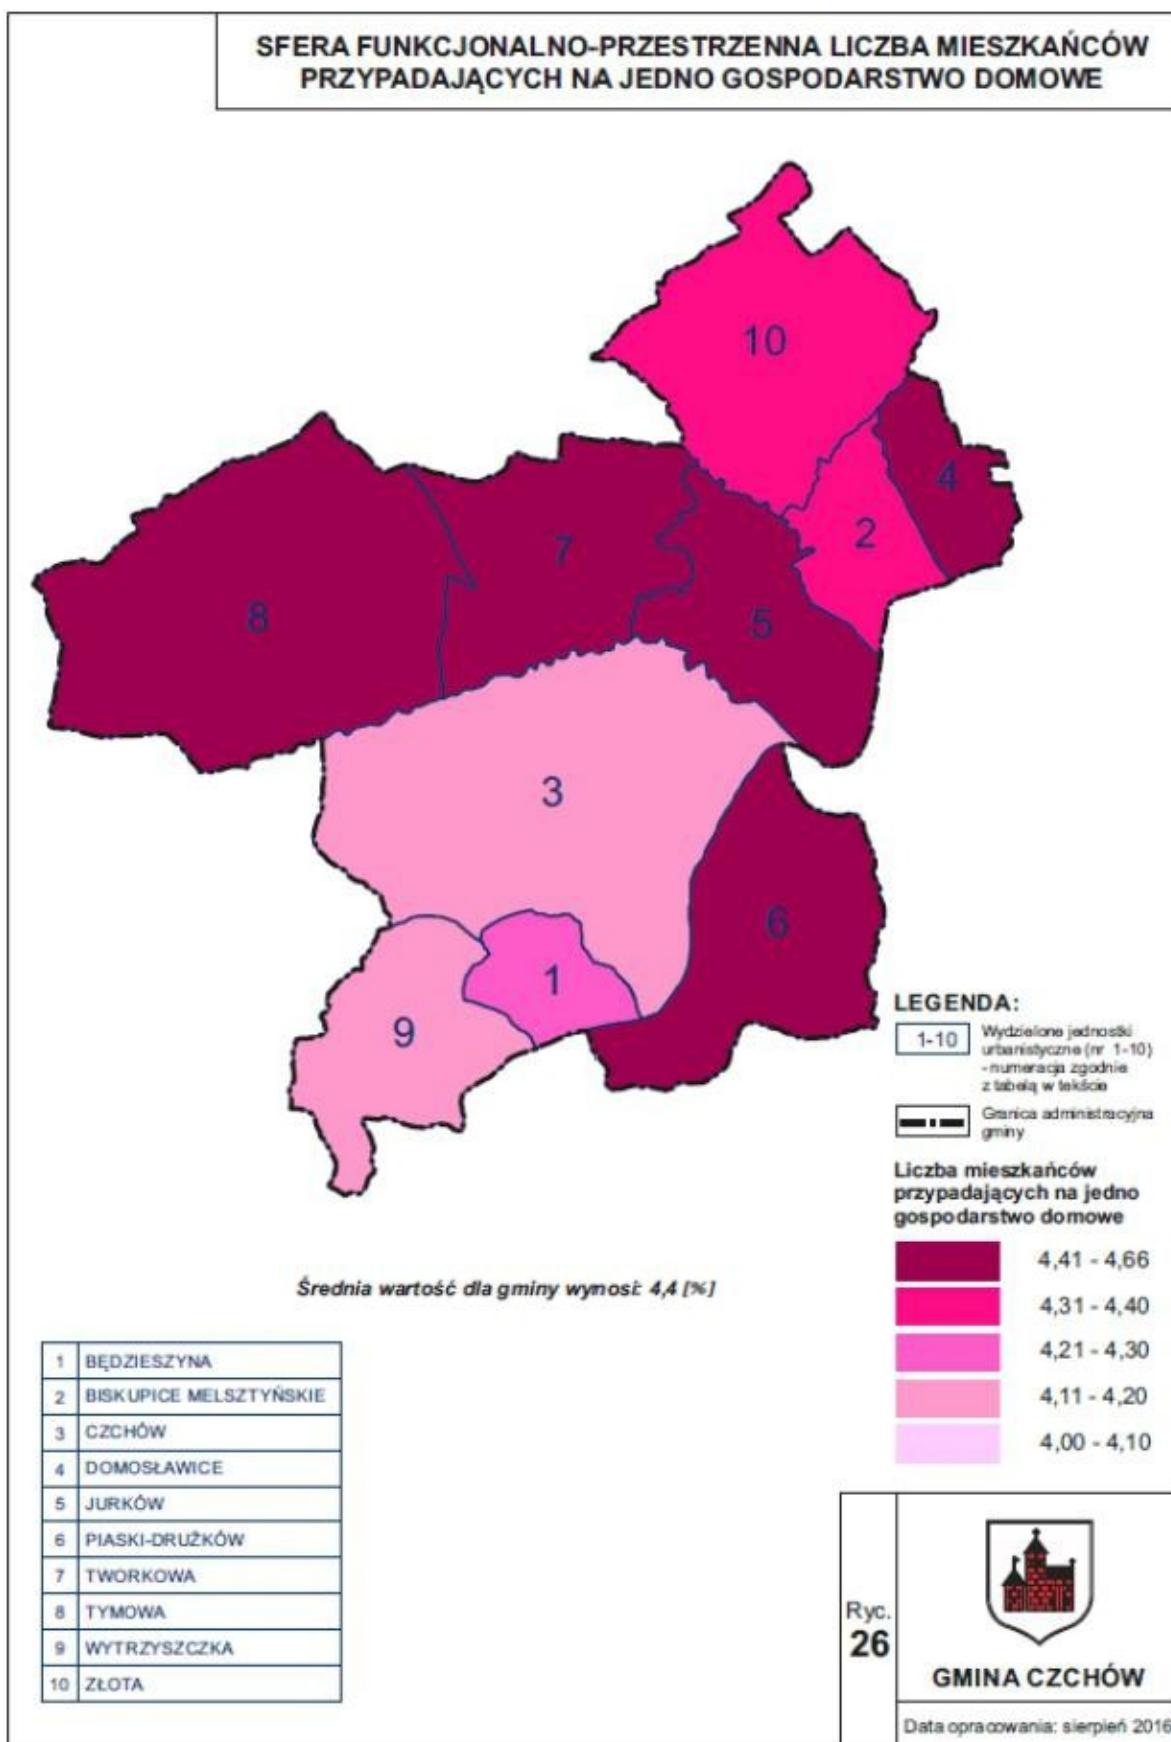 SFERA FUNKCJONALNO-PRZESTRZENNA LICZBA MIESZKAŃCÓW
PRZYPADAJĄCYCH NA JEDNO GOSPODARSTWO DOMOWE
10
4
2
7
5
8
3
6
1
9
LEGENDA:
1-10
Wydzielone jednostki
urbanistyczne (nr 1-10)
- numeracja zgodnie
z tabelą w tekście
Granica administracyjna
gminy
Liczba mieszkańców
przypadających na jedno
gospodarstwo domowe
4,41 - 4,66
4,31 - 4,40
4,21 - 4,30
4,11 - 4,20
4,00 - 4,10
Średnia wartość dla gminy wynosi: 4,4 [%]
1 BĘDZIESZYNA
2 BISKUPICE MELSZTYŃSKIE
3 CZCHÓW
4 DOMOSŁAWICE
5 JURKÓW
6 PIASKI-DRUŻKÓW
7 TWORKOWA
8 TYMOWA
9 WYTRZYSZCZKA
10 ZŁOTA
Ryc.
26
GMINA CZCHÓW
Data opracowania: sierpień 2016